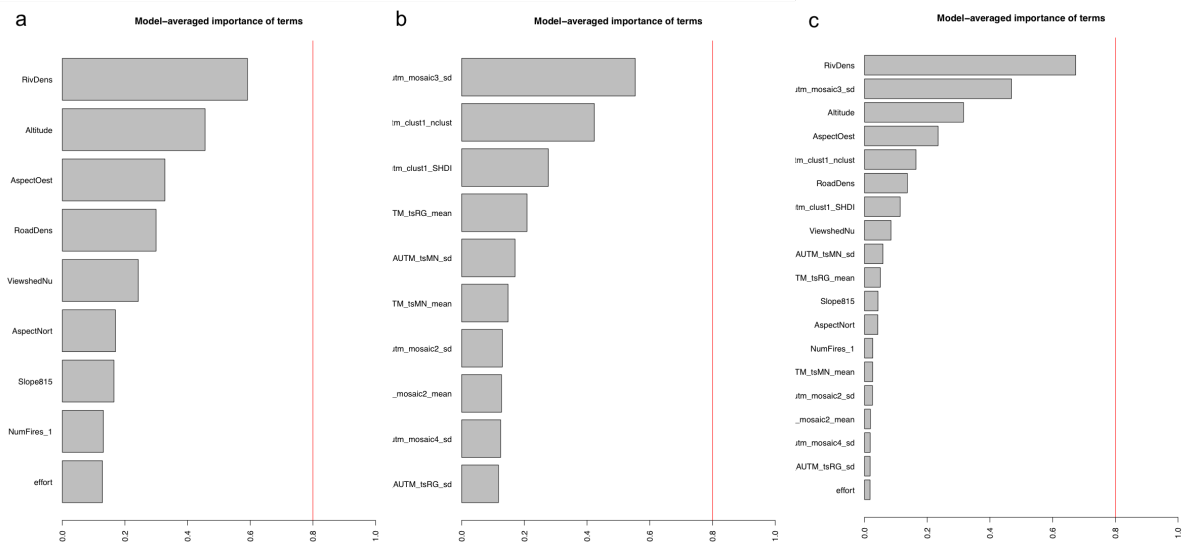 a
Model-averaged importance of terms
RivDens
Altitude
AspectOest
RoadDens
ViewshedNu
AspectNort
Slope815
NumFires_1
effort
0.0 0.2 0.4 0.6 0.8 1.0
b
Model-averaged importance of terms
utm_mosaic3_sd
tm_clust1_nclust
utm_clust1_SHDI
TM_tsRG_mean
AUTM_tsMN_sd
TM_tsMN_mean
utm_mosaic2_sd
_mosaic2_mean
utm_mosaic4_sd
AUTM_tsRG_sd
0.0 0.2 0.4 0.6 0.8 1.0
c
Model-averaged importance of terms
RivDens
utm_mosaic3_sd
Altitude
AspectOest
tm_clust1_nclust
RoadDens
utm_clust1_SHDI
ViewshedNu
AUTM_tsMN_sd
TM_tsRG_mean
Slope815
AspectNort
NumFires_1
TM_tsMN_mean
utm_mosaic2_sd
_mosaic2_mean
utm_mosaic4_sd
AUTM_tsRG_sd
effort
0.0 0.2 0.4 0.6 0.8 1.0